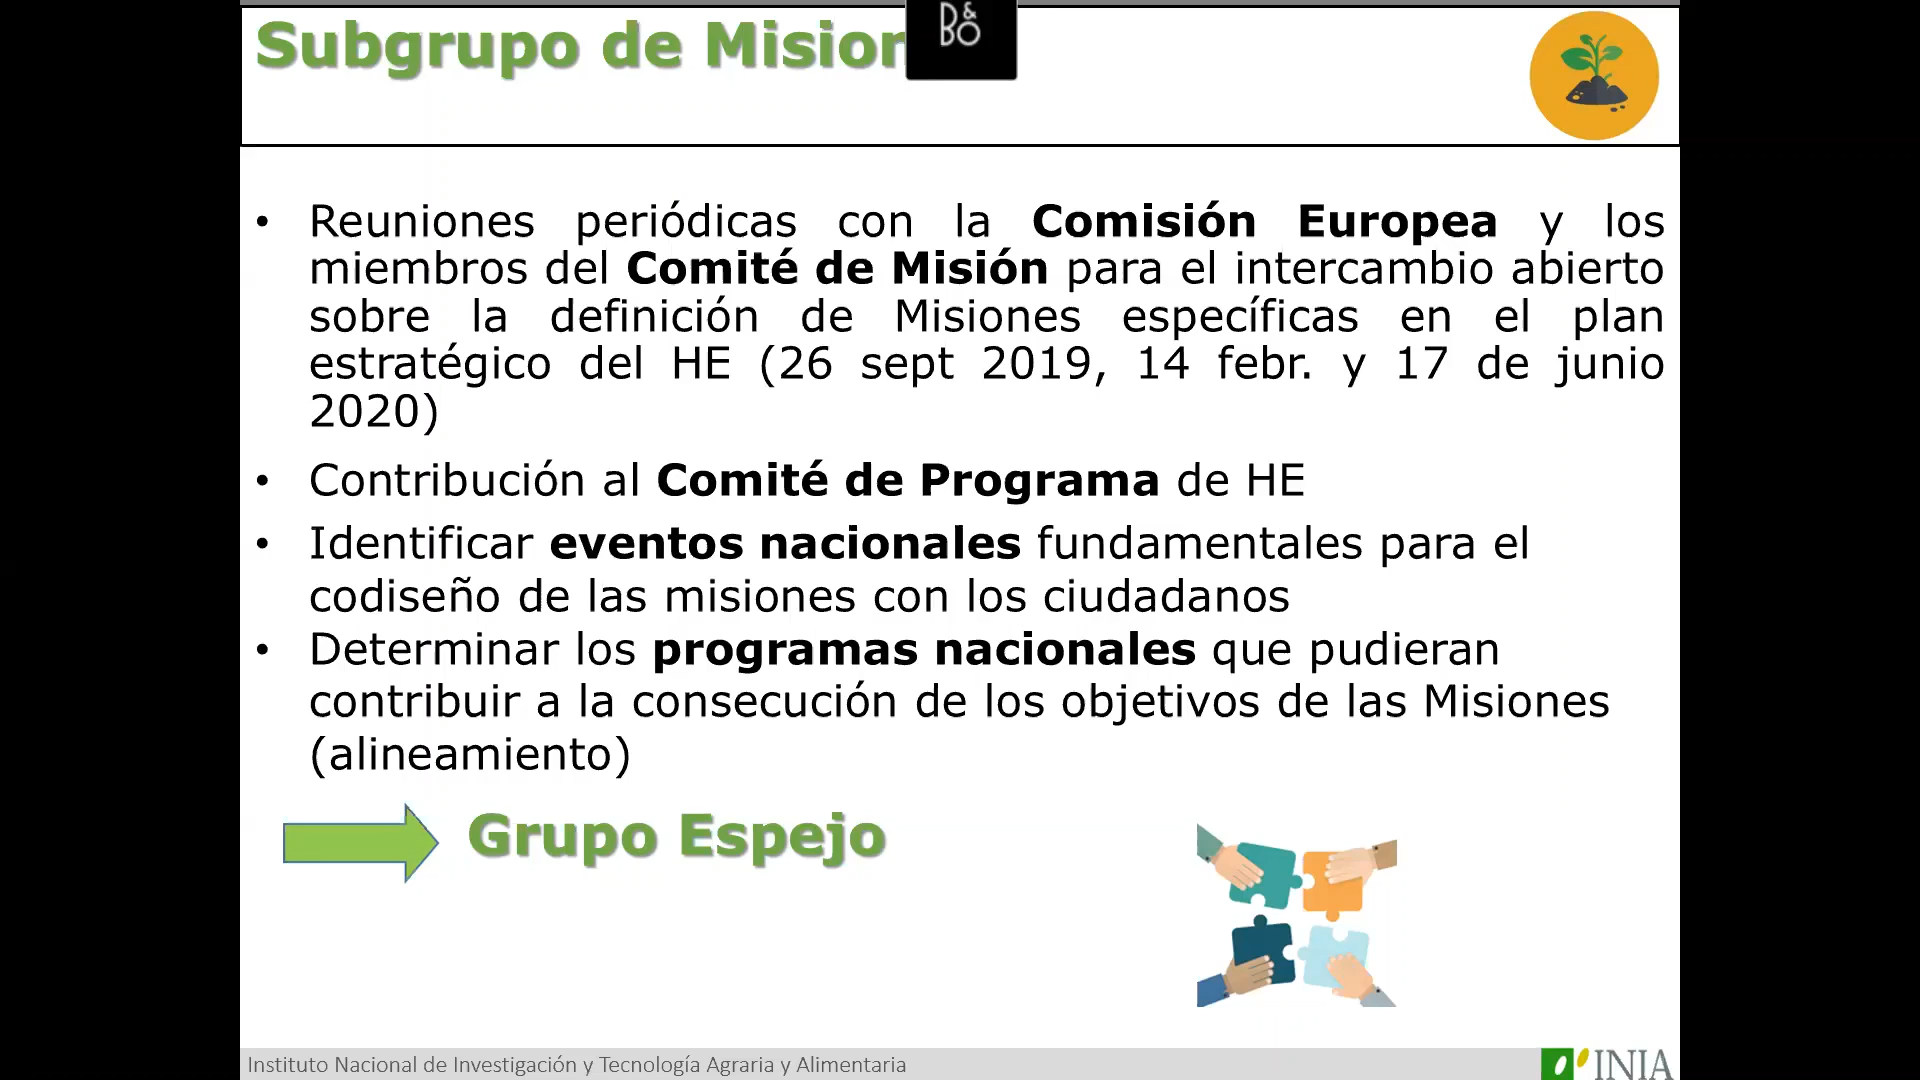 Subgrupo de Mision
B&O
• Reuniones periódicas con la Comisión Europea y los
miembros del Comité de Misión para el intercambio abierto
sobre la definición de Misiones específicas en el plan
estratégico del HE (26 sept 2019, 14 febr. y 17 de junio
2020)
• Contribución al Comité de Programa de HE
• Identificar eventos nacionales fundamentales para el
codiseño de las misiones con los ciudadanos
• Determinar los programas nacionales que pudieran
contribuir a la consecución de los objetivos de las Misiones
(alineamiento)
Grupo Espejo
Instituto Nacional de Investigación y Tecnología Agraria y Alimentaria
INIA